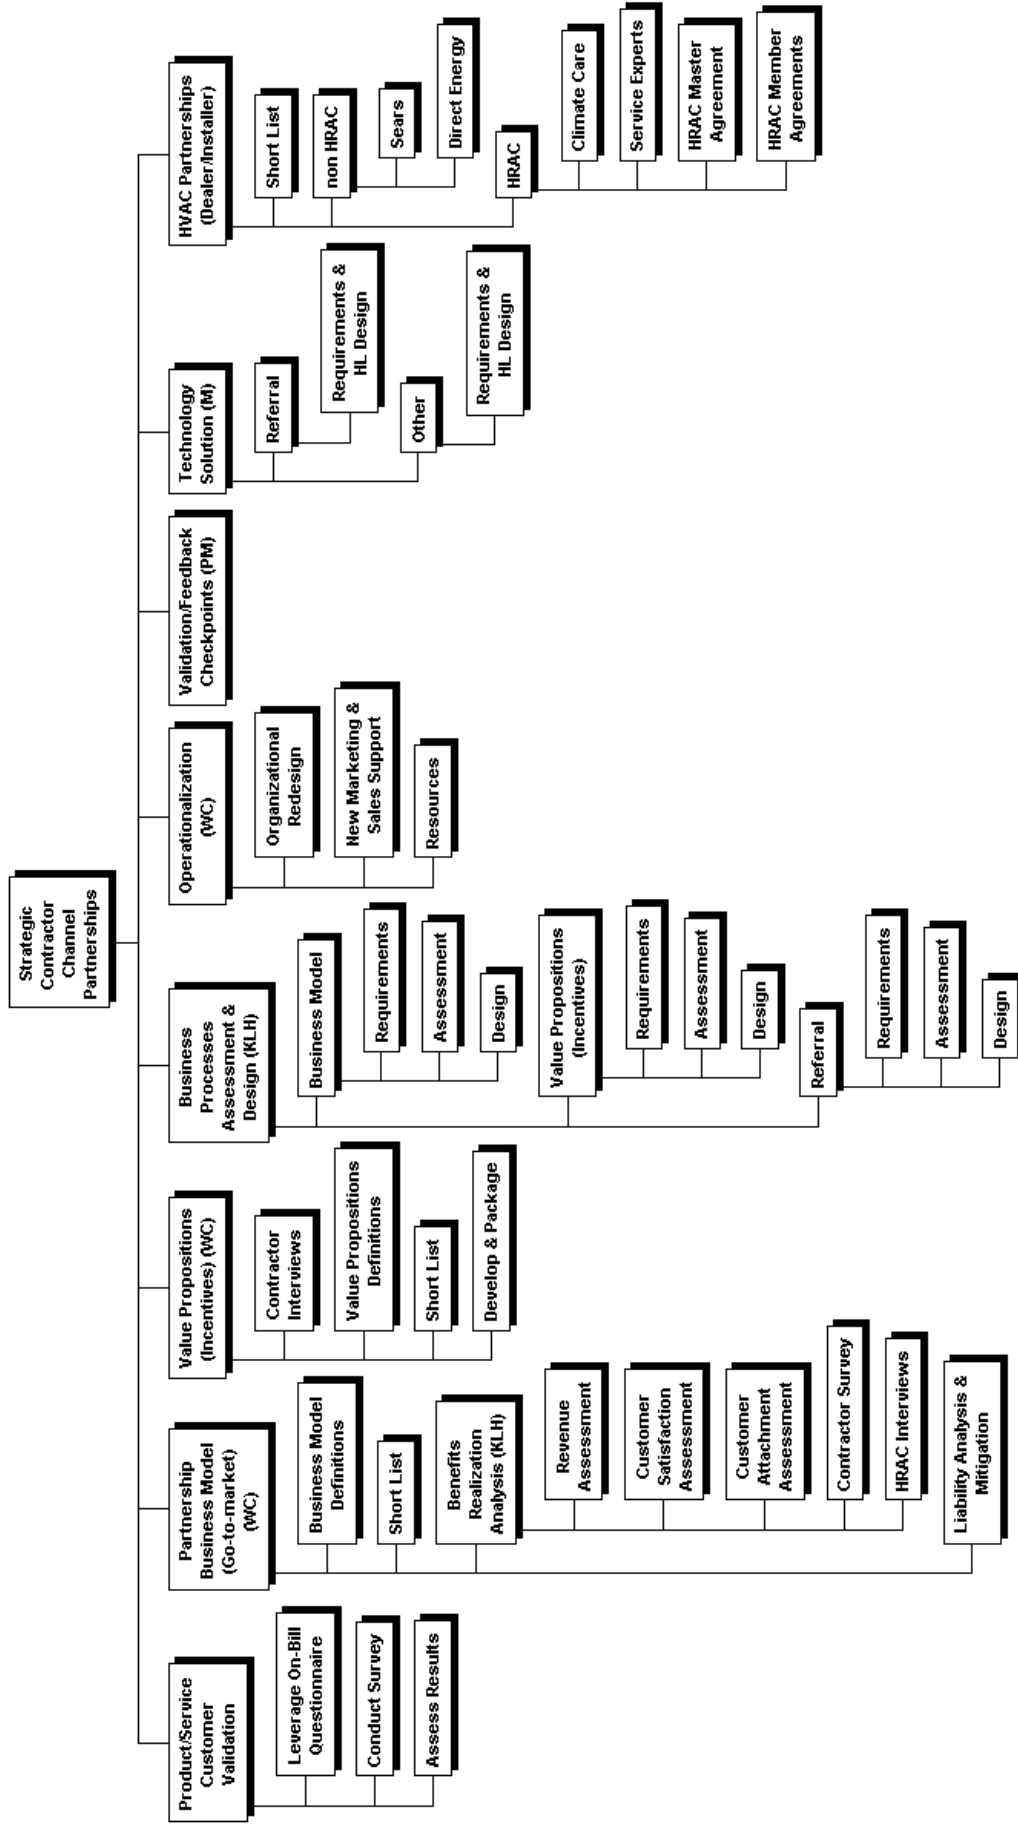 Strategic
Contractor
Channel
Partnerships
Product/Service
Customer
Validation
Leverage On-Bill
Questionnaire
Conduct Survey
Assess Results
Partnership
Business Model
(Go-to-market)
(WC)
Business Model
Definitions
Short List
Benefits
Realization
Analysis (KLH)
Revenue
Assessment
Customer
Satisfaction
Assessment
Customer
Attachment
Assessment
Contractor Survey
HRAC Interviews
Liability Analysis &
Mitigation
Value Propositions
(Incentives) (WC)
Contractor
Interviews
Value Propositions
Definitions
Short List
Develop & Package
Business
Processes
Assessment &
Design (KLH)
Business Model
Requirements
Assessment
Design
Value Propositions
(Incentives)
Requirements
Assessment
Design
Referral
Requirements
Assessment
Design
Operationalization
(WC)
Organizational
Redesign
New Marketing &
Sales Support
Resources
Validation/Feedback
Checkpoints (PM)
Technology
Solution (M)
Referral
Requirements &
HL Design
Other
Requirements &
HL Design
HVAC Partnerships
(Dealer/Installer)
Short List
non HRAC
Sears
Direct Energy
HRAC
Climate Care
Service Experts
HRAC Master
Agreement
HRAC Member
Agreements